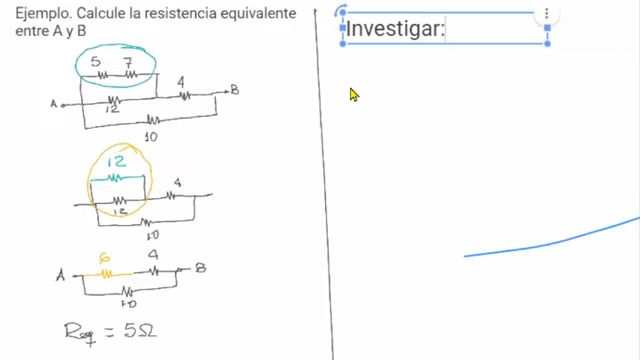 Ejemplo. Calcule la resistencia equivalente
entre A y B
Investigar:
5 7
4
A
B
12
10
12
4
12
10
6
4
A
B
10
Req = 5Ω